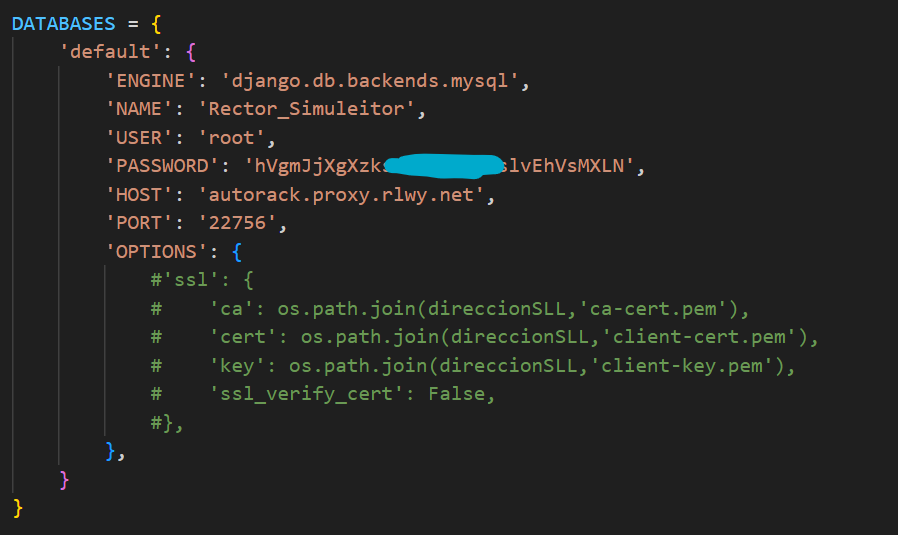 DATABASES = {
    'default': {
        'ENGINE': 'django.db.backends.mysql',
        'NAME': 'Rector_Simuleitor',
        'USER': 'root',
        'PASSWORD': 'hVgmJjXgXzks slvEhVsMXLN',
        'HOST': 'autorack.proxy.rlwy.net',
        'PORT': '22756',
        'OPTIONS': {
            #'ssl': {
            #    'ca': os.path.join(direccionSLL,'ca-cert.pem'),
            #    'cert': os.path.join(direccionSLL,'client-cert.pem'),
            #    'key': os.path.join(direccionSLL,'client-key.pem'),
            #    'ssl_verify_cert': False,
            #},
        },
    }
}